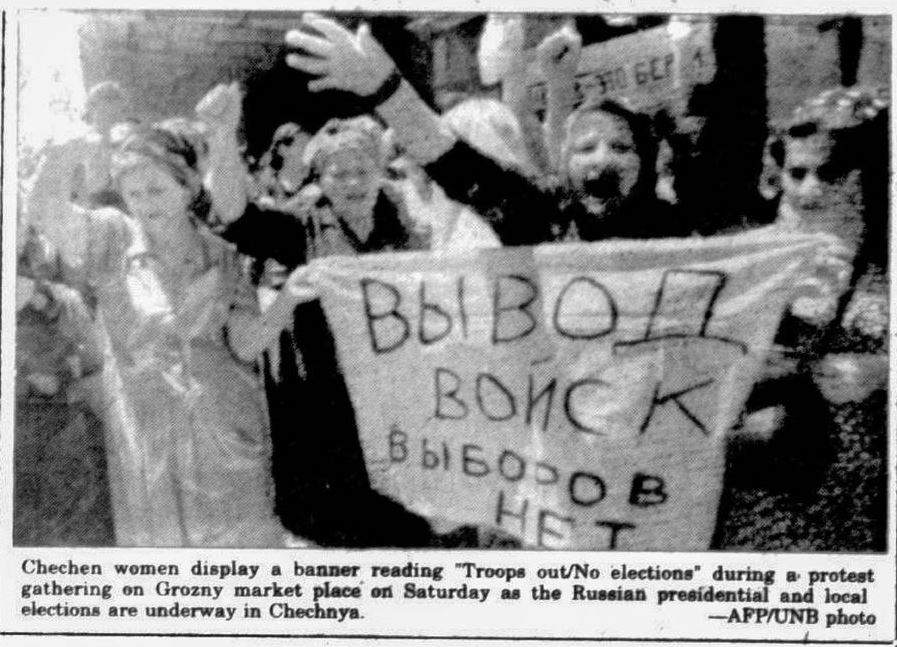 ВЫВОД
ВОЙСК
ВЫБОРОВ
НЕТ
Chechen women display a banner reading "Troops out/No elections" during a protest
gathering on Grozny market place on Saturday as the Russian presidential and local
elections are underway in Chechnya. —AFP/UNB photo